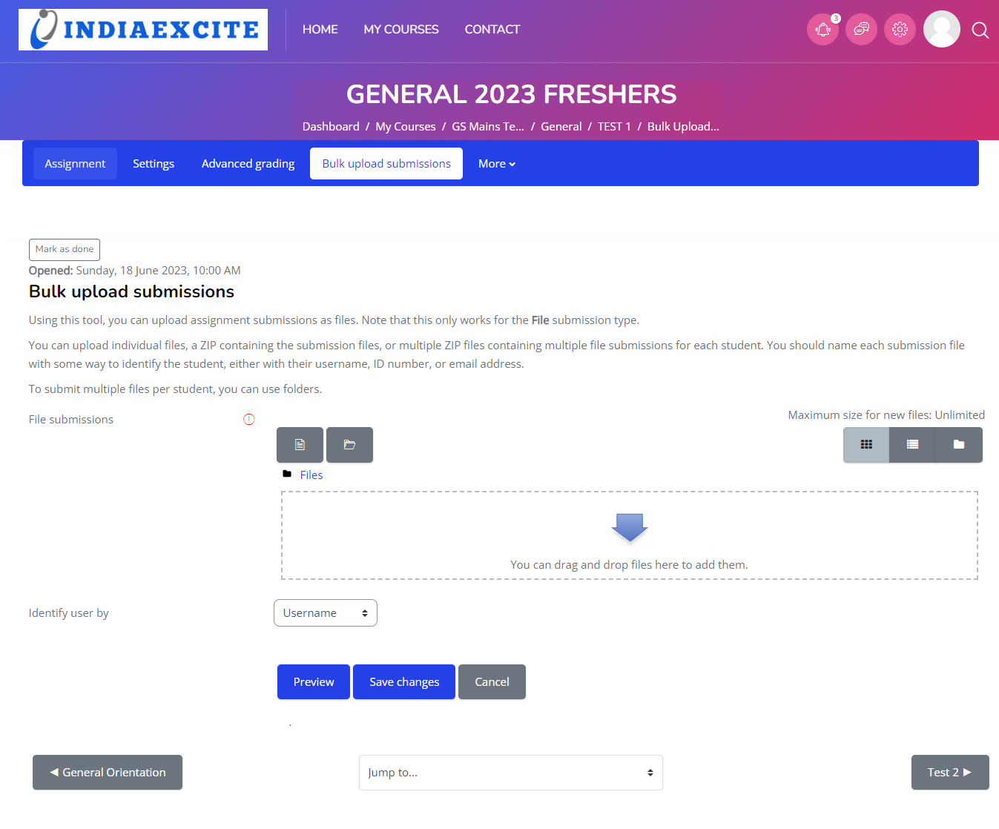 INDIAEXCITE
HOME MY COURSES CONTACT
3
GENERAL 2023 FRESHERS
Dashboard / My Courses / GS Mains Te... / General / TEST 1 / Bulk Upload...
Assignment Settings Advanced grading Bulk upload submissions More
Mark as done
Opened: Sunday, 18 June 2023, 10:00 AM
Bulk upload submissions
Using this tool, you can upload assignment submissions as files. Note that this only works for the File submission type.
You can upload individual files, a ZIP containing the submission files, or multiple ZIP files containing multiple file submissions for each student. You should name each submission file
with some way to identify the student, either with their username, ID number, or email address.
To submit multiple files per student, you can use folders.
File submissions
Maximum size for new files: Unlimited
Files
You can drag and drop files here to add them.
Identify user by
Username
Preview Save changes Cancel
.
◀ General Orientation
Jump to...
Test 2 ▶